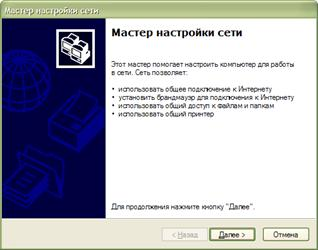 Мастер настройки сети
Мастер настройки сети
Этот мастер помогает настроить компьютер для работы
в сети. Сеть позволяет:
• использовать общее подключение к Интернету
• установить брандмауэр для подключения к Интернету
• использовать общий доступ к файлам и папкам
• использовать общий принтер
Для продолжения нажмите кнопку "Далее".
< Назад Далее > Отмена